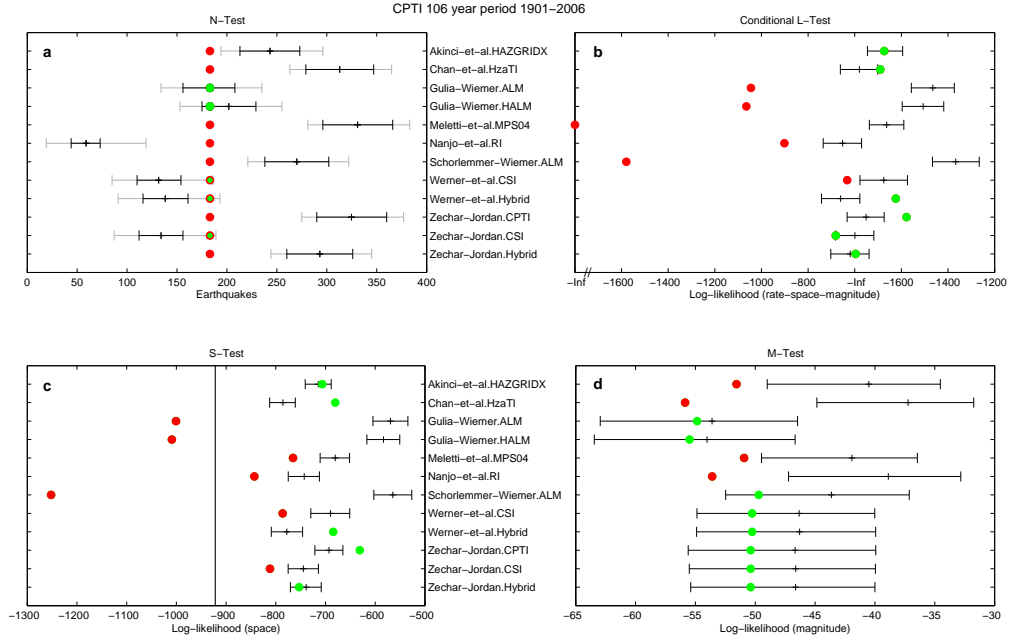 CPTI 106 year period 1901−2006
N−Test
Conditional L−Test
a
b
Akinci−et−al.HAZGRIDX
Chan−et−al.HzaTI
Gulia−Wiemer.ALM
Gulia−Wiemer.HALM
Meletti−et−al.MPS04
Nanjo−et−al.RI
Schorlemmer−Wiemer.ALM
Werner−et−al.CSI
Werner−et−al.Hybrid
Zechar−Jordan.CPTI
Zechar−Jordan.CSI
Zechar−Jordan.Hybrid
0 50 100 150 200 250 300 350 400
Earthquakes
−Inf // −1600 −1400 −1200 −1000 −800 −Inf −1600 −1400 −1200
Log−likelihood (rate−space−magnitude)
S−Test
M−Test
c
d
Akinci−et−al.HAZGRIDX
Chan−et−al.HzaTI
Gulia−Wiemer.ALM
Gulia−Wiemer.HALM
Meletti−et−al.MPS04
Nanjo−et−al.RI
Schorlemmer−Wiemer.ALM
Werner−et−al.CSI
Werner−et−al.Hybrid
Zechar−Jordan.CPTI
Zechar−Jordan.CSI
Zechar−Jordan.Hybrid
−1300 −1200 −1100 −1000 −900 −800 −700 −600 −500
Log−likelihood (space)
−65 −60 −55 −50 −45 −40 −35 −30
Log−likelihood (magnitude)